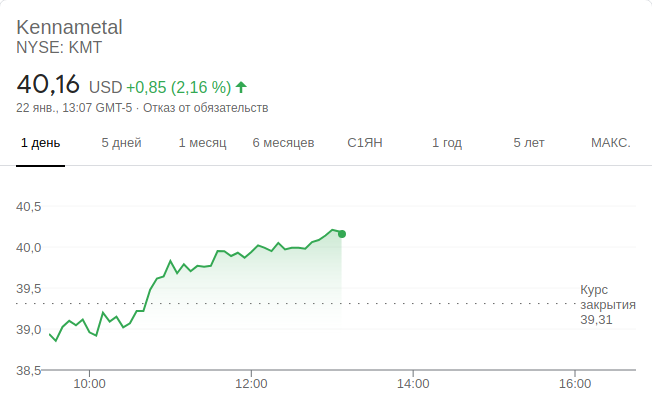 Kennametal
NYSE: KMT
40,16 USD +0,85 (2,16 %)
22 янв., 13:07 GMT-5 · Отказ от обязательств
1 день 5 дней 1 месяц 6 месяцев С1ЯН 1 год 5 лет МАКС.
40,5
40,0
39,5
Курс
закрытия
39,31
39,0
38,5
10:00 12:00 14:00 16:00